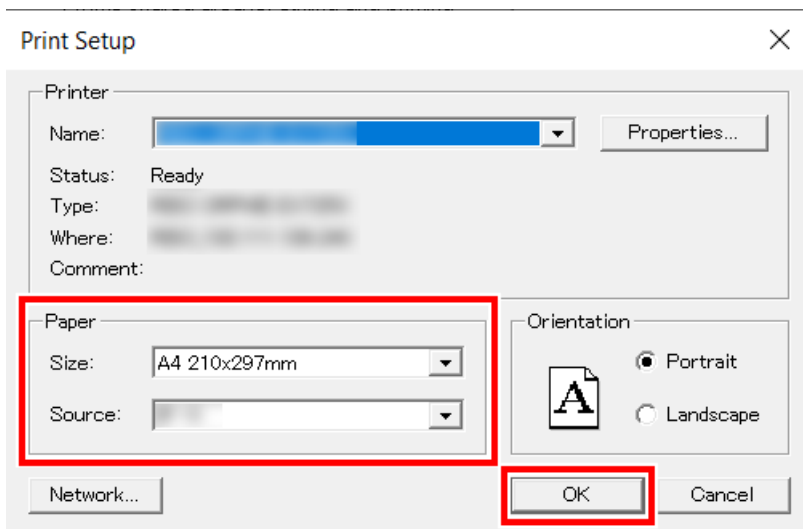 Print Setup
Printer
Name:
Properties...
Status: Ready
Type:
Where:
Comment:
Paper
Size: A4 210x297mm
Source:
Orientation
A
Portrait
Landscape
Network...
OK
Cancel